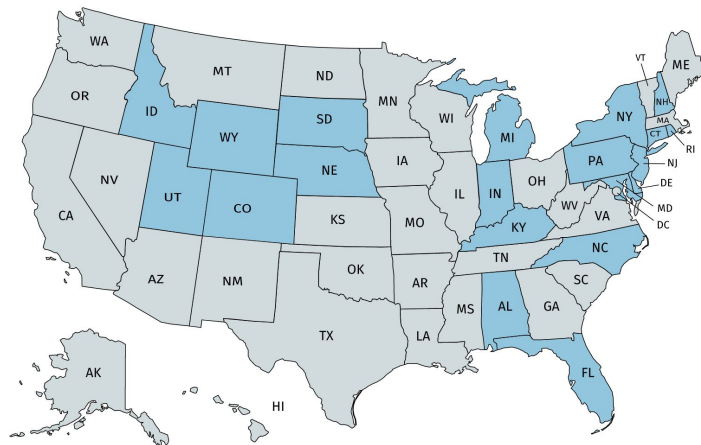 WA
MT
ND
MN
VT
ME
OR
ID
SD
WI
NY
NH
MA
CT
RI
WY
MI
IA
NE
PA
NJ
NV
UT
CO
IL
IN
OH
DE
MD
DC
WV
VA
CA
KS
MO
KY
NC
TN
AZ
NM
OK
AR
SC
MS
AL
GA
TX
LA
FL
AK
HI